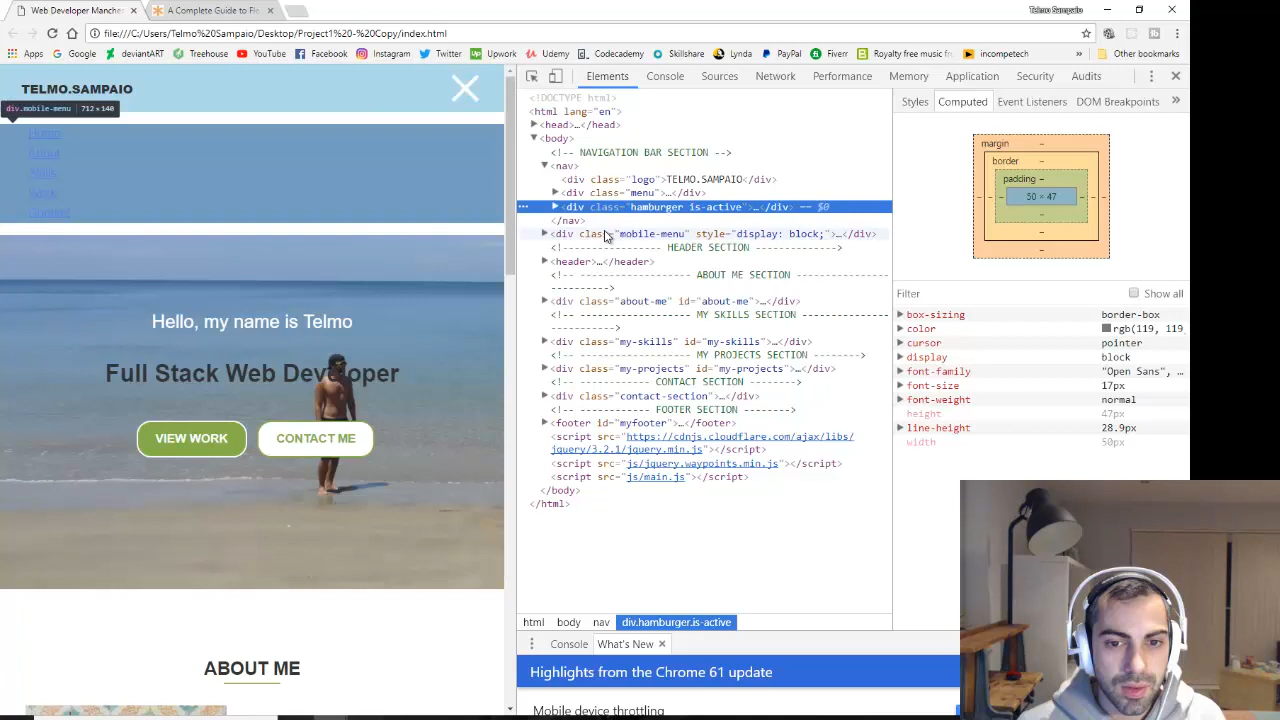 Web Developer Manches
A Complete Guide to Fl
Telmo Sampaio
file:///C:/Users/Telmo%20Sampaio/Desktop/Project1%20-%20Copy/index.html
Apps
Google
deviantART
Treehouse
YouTube
Facebook
Instagram
Twitter
Upwork
Udemy
Codecademy
Skillshare
Lynda
PayPal
Fiverr
Royalty free music fr
incompetech
Other bookmarks
TELMO.SAMPAIO
div.mobile-menu | 712 × 140
Home
About
Skills
Work
Hello, my name is Telmo
Full Stack Web Developer
VIEW WORK
CONTACT ME
ABOUT ME
Elements
Console
Sources
Network
Performance
Memory
Application
Security
Audits
<!DOCTYPE html>
<html lang="en">
<head>…</head>
<body>
<!-- NAVIGATION BAR SECTION -->
<nav>
<div class="logo">TELMO.SAMPAIO</div>
<div class="menu">…</div>
<div class="hamburger is-active">…</div> == $0
</nav>
<div class="mobile-menu" style="display: block;">…</div>
<!---------------- HEADER SECTION ------------->
<header>…</header>
<!-- ------------------ ABOUT ME SECTION ----------------
---------->
<div class="about-me" id="about-me">…</div>
<!-- ------------------ MY SKILLS SECTION --------------
----------->
<div class="my-skills" id="my-skills">…</div>
<!-- ------------------ MY PROJECTS SECTION -------->
<div class="my-projects" id="my-projects">…</div>
<!-- ------------ CONTACT SECTION -------->
<div class="contact-section">…</div>
<!-- ------------ FOOTER SECTION -------->
<footer id="myfooter">…</footer>
<script src="https://cdnjs.cloudflare.com/ajax/libs/
jquery/3.2.1/jquery.min.js"></script>
<script src="js/jquery.waypoints.min.js"></script>
<script src="js/main.js"></script>
</body>
</html>
html
body
nav
div.hamburger.is-active
Console
What's New
Highlights from the Chrome 61 update
Mobile device throttling
Styles
Computed
Event Listeners
DOM Breakpoints
margin
border
padding
50 × 47
Filter
Show all
box-sizing border-box
color rgb(119, 119
cursor pointer
display block
font-family "Open Sans", …
font-size 17px
font-weight normal
height 47px
line-height 28.9px
width 50px